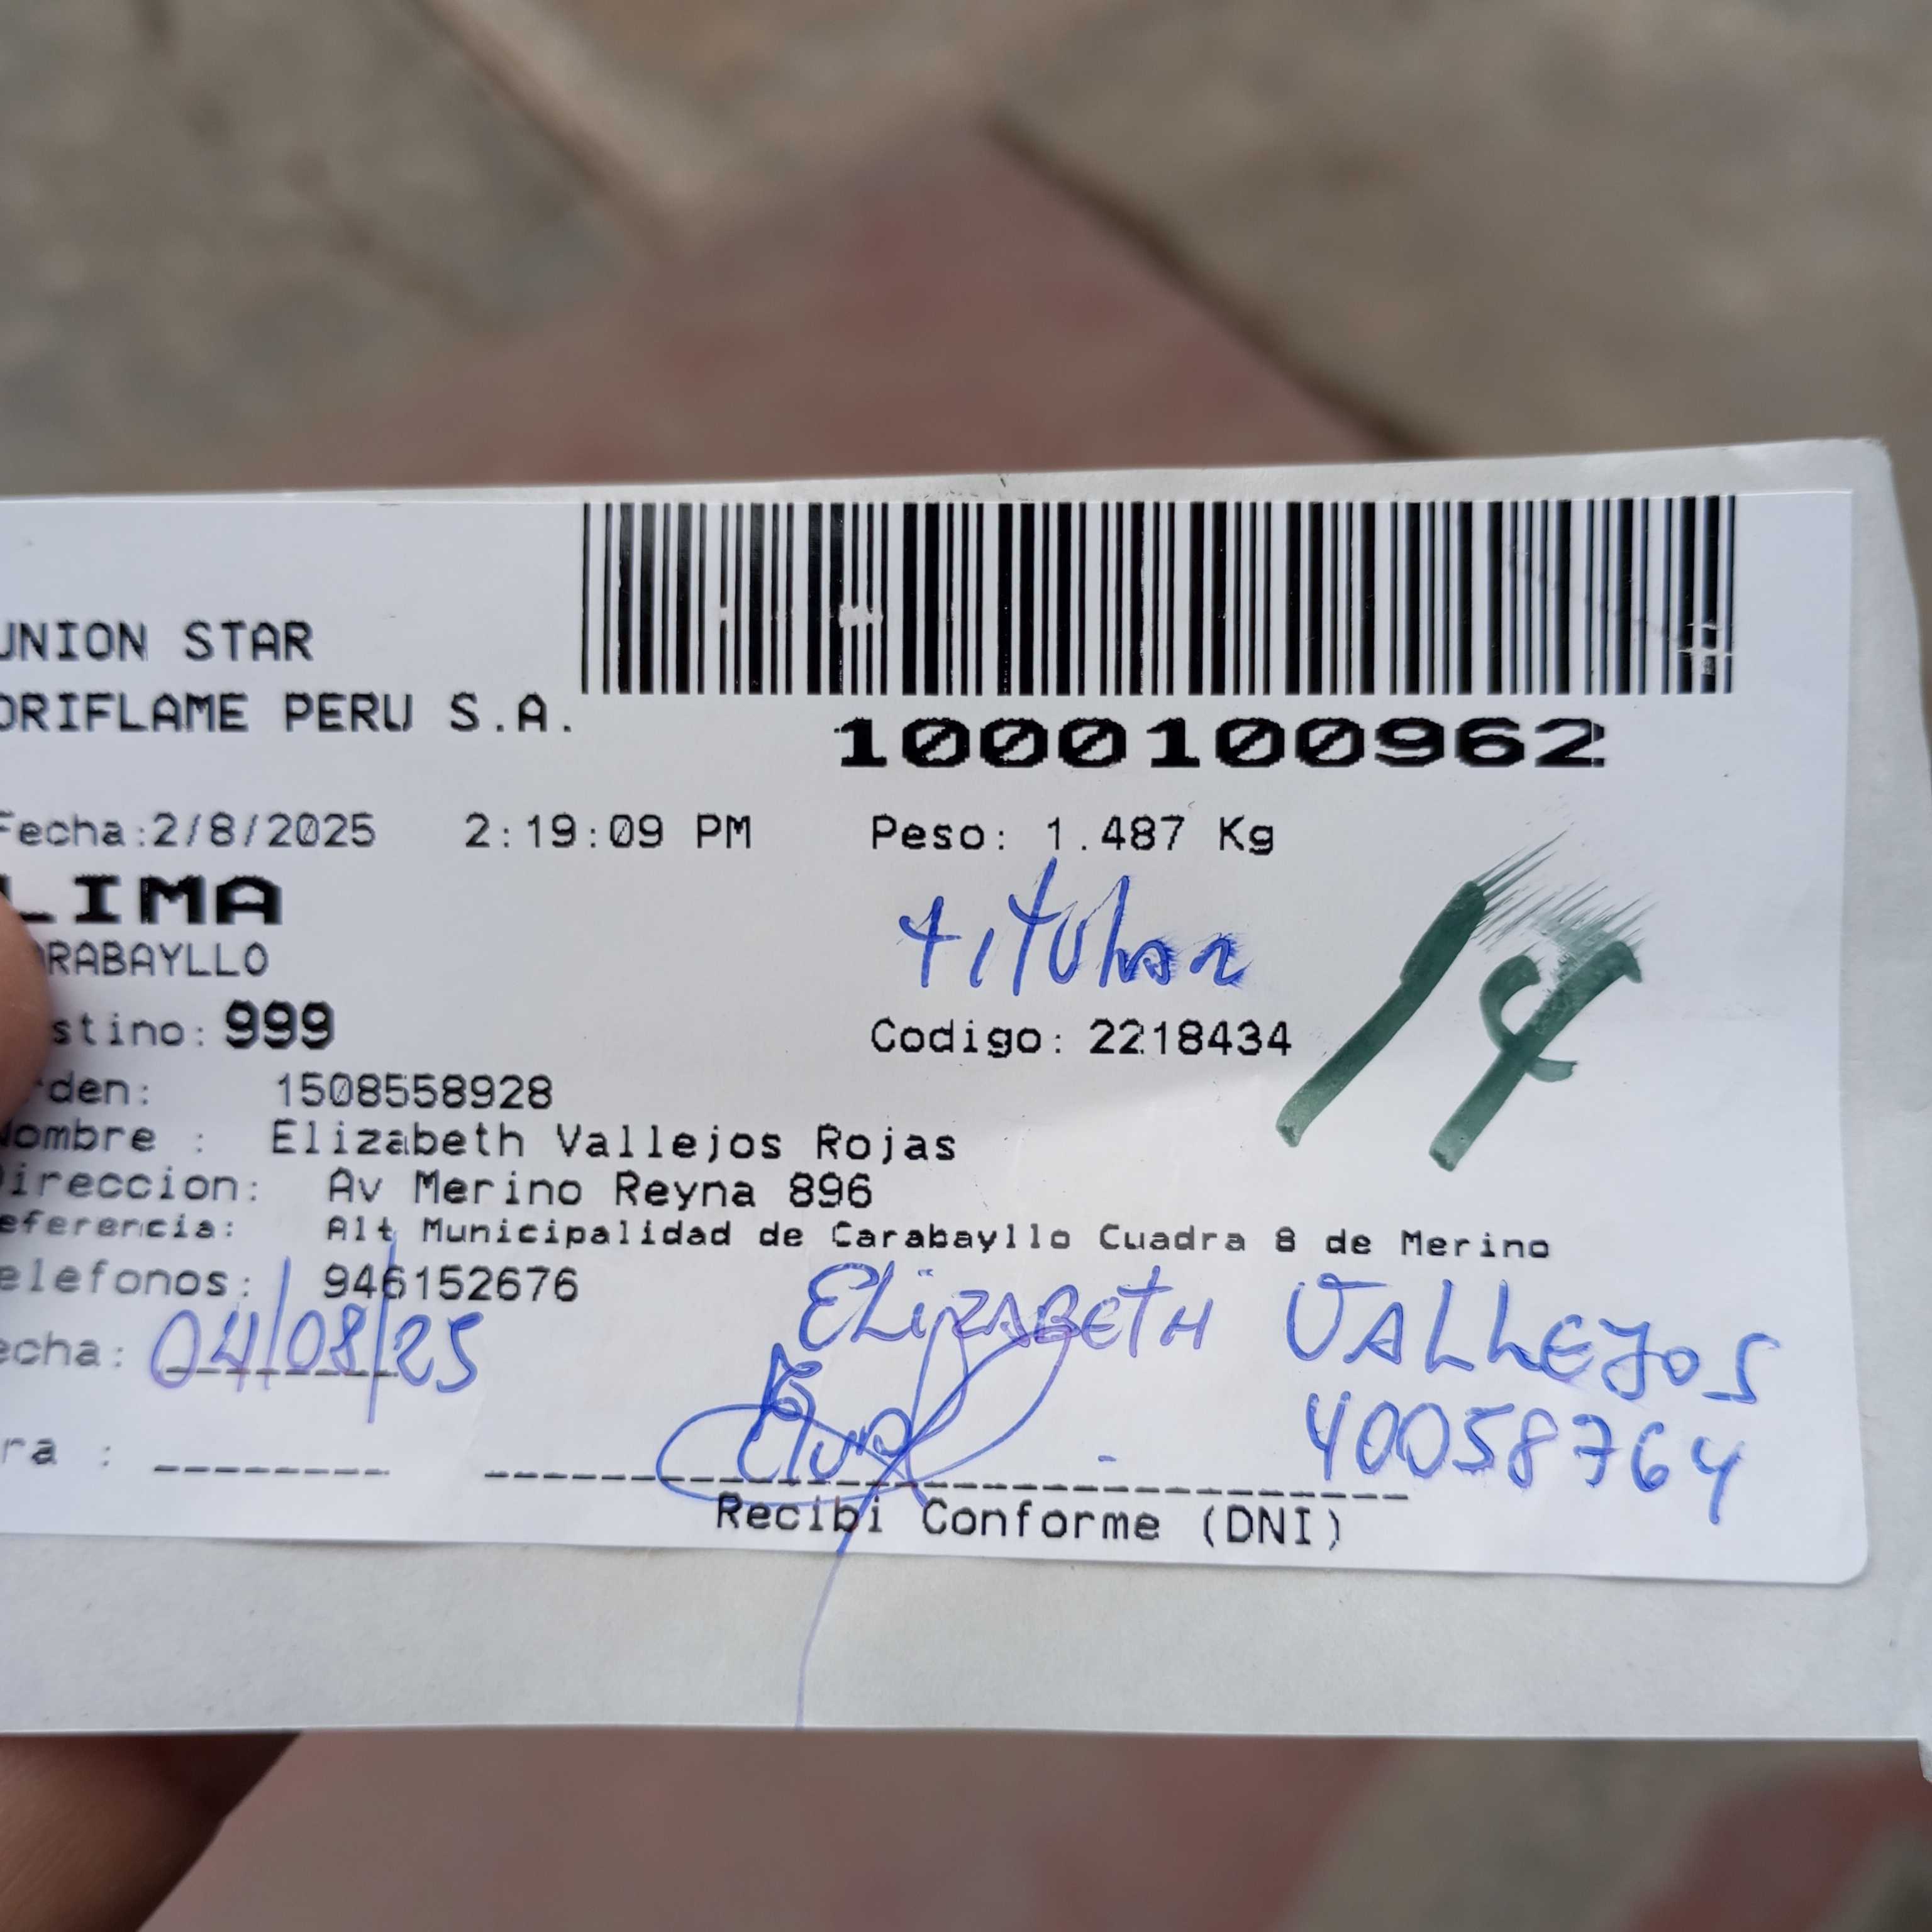 UNION STAR
ORIFLAME PERU S.A.
1000100962
Fecha:2/8/2025 2:19:09 PM Peso: 1.487 Kg
LIMA
RABAYLLO
titular
14
stino: 999
Codigo: 2218434
rden: 1508558928
Nombre : Elizabeth Vallejos Rojas
Direccion: Av Merino Reyna 896
eferencia: Alt Municipalidad de Carabayllo Cuadra 8 de Merino
elefonos: 946152676
ELIZABETH VALLEJOS
echa: 04/08/25
40058764
ra :
Recibi Conforme (DNI)